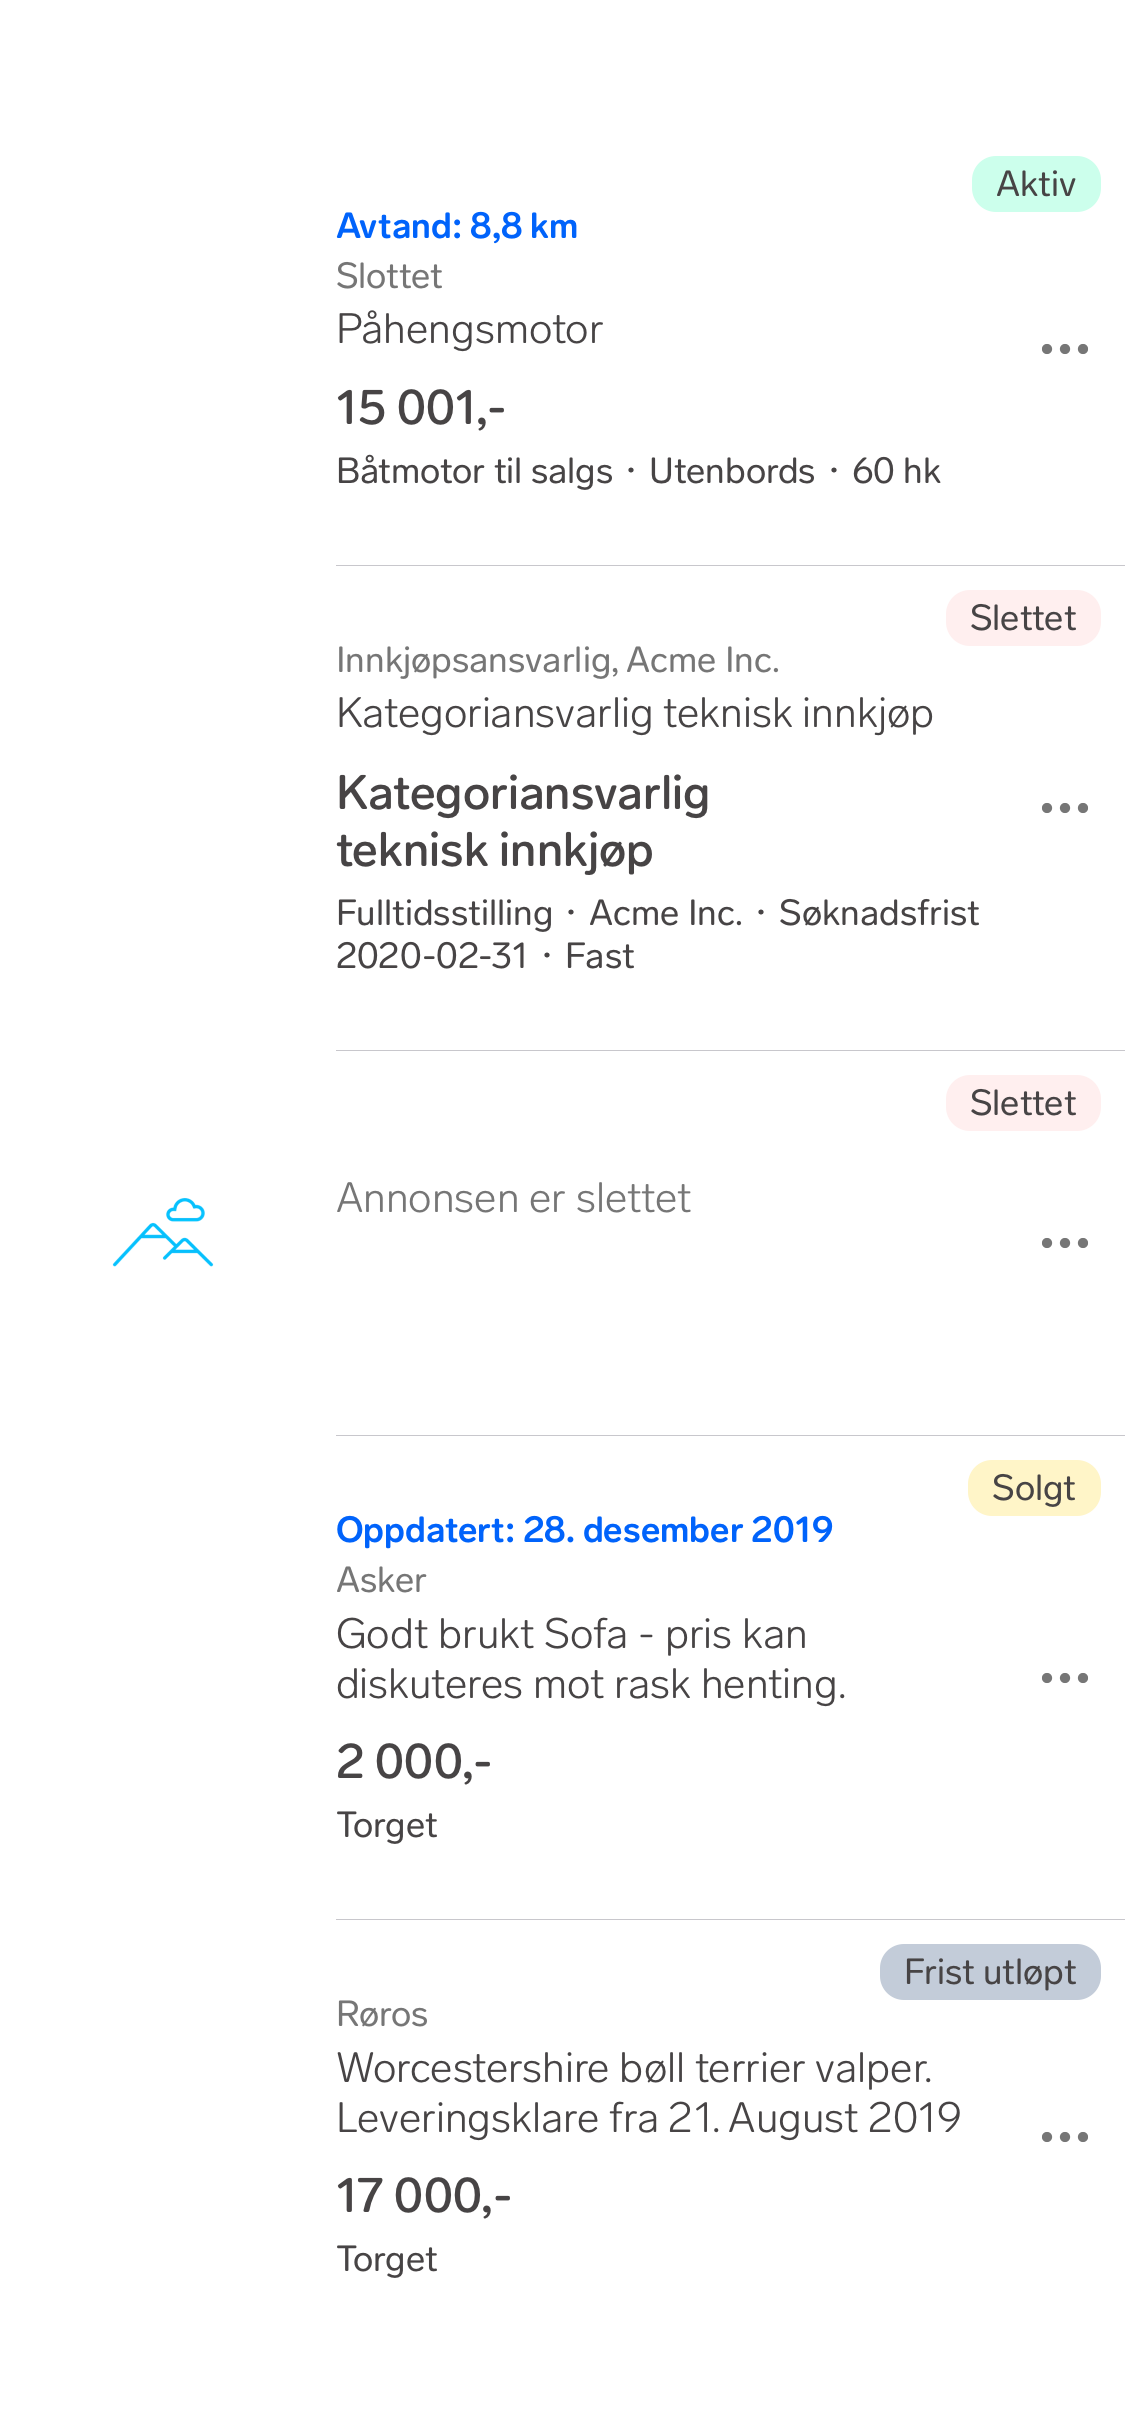 Aktiv
Avtand: 8,8 km
Slottet
Påhengsmotor
15 001,-
Båtmotor til salgs · Utenbords · 60 hk
Slettet
Innkjøpsansvarlig, Acme Inc.
Kategoriansvarlig teknisk innkjøp
Kategoriansvarlig
teknisk innkjøp
Fulltidsstilling · Acme Inc. · Søknadsfrist
2020-02-31 · Fast
Slettet
Annonsen er slettet
Solgt
Oppdatert: 28. desember 2019
Asker
Godt brukt Sofa - pris kan
diskuteres mot rask henting.
2 000,-
Torget
Frist utløpt
Røros
Worcestershire bøll terrier valper.
Leveringsklare fra 21. August 2019
17 000,-
Torget